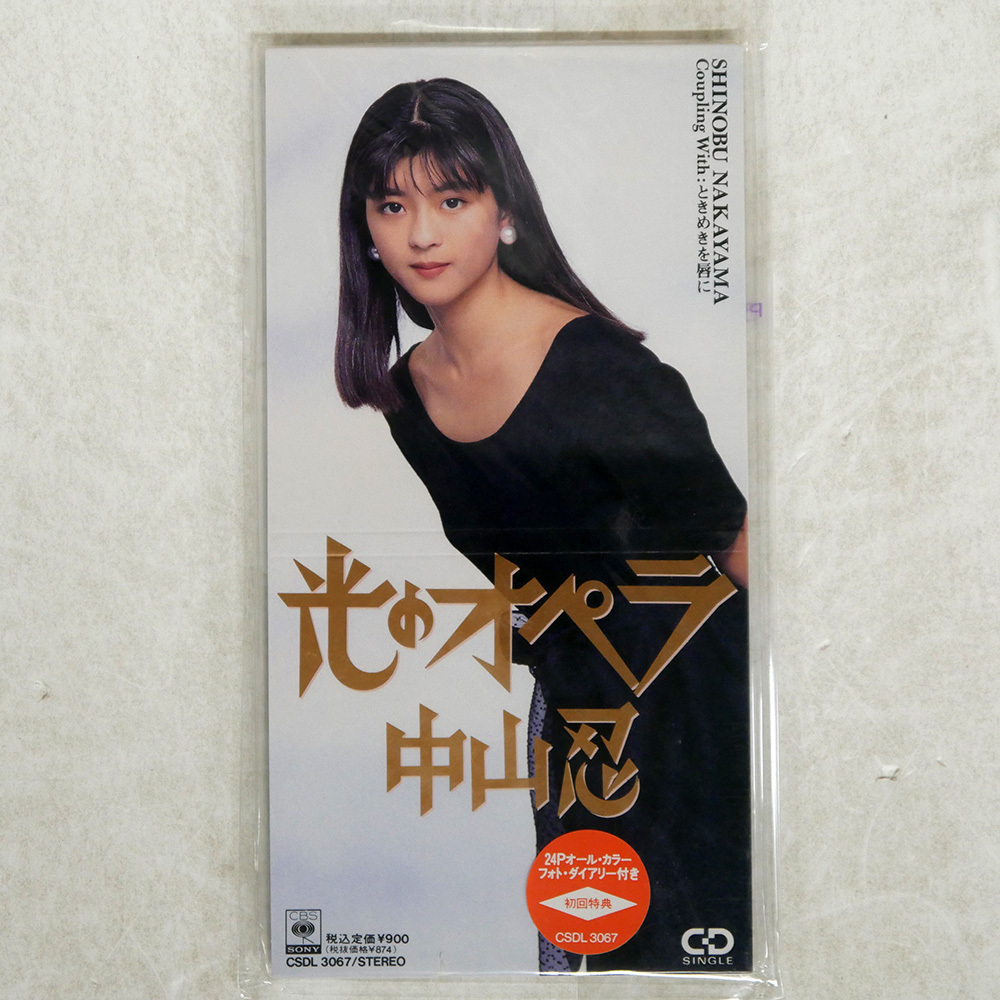 SHINOBU NAKAYAMA
Coupling With:ときめきを唇に
光のオペラ
中山忍
24Pオール・カラー
フォト・ダイアリー付き
初回特典
CSDL 3067
CBS
SONY
税込定価¥900
(税抜価格¥874)
CSDL 3067/STEREO
CD
SINGLE